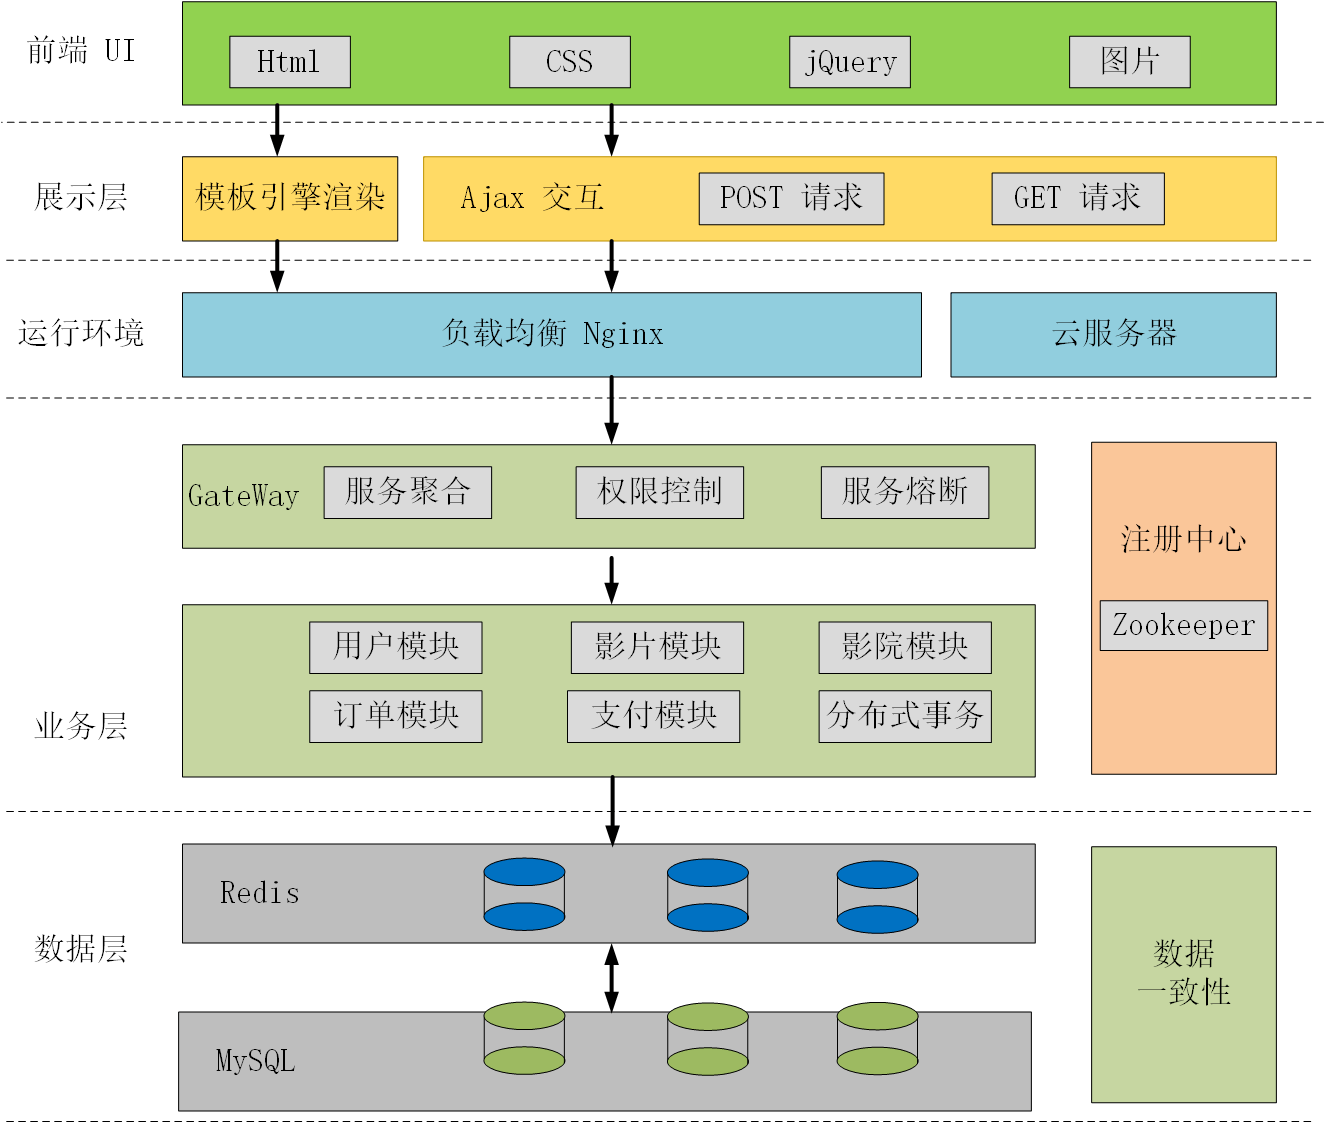 前端 UI
Html
CSS
jQuery
图片
展示层
模板引擎渲染
Ajax 交互
POST 请求
GET 请求
运行环境
负载均衡 Nginx
云服务器
GateWay
服务聚合
权限控制
服务熔断
注册中心
Zookeeper
业务层
用户模块
影片模块
影院模块
订单模块
支付模块
分布式事务
数据层
Redis
MySQL
数据
一致性